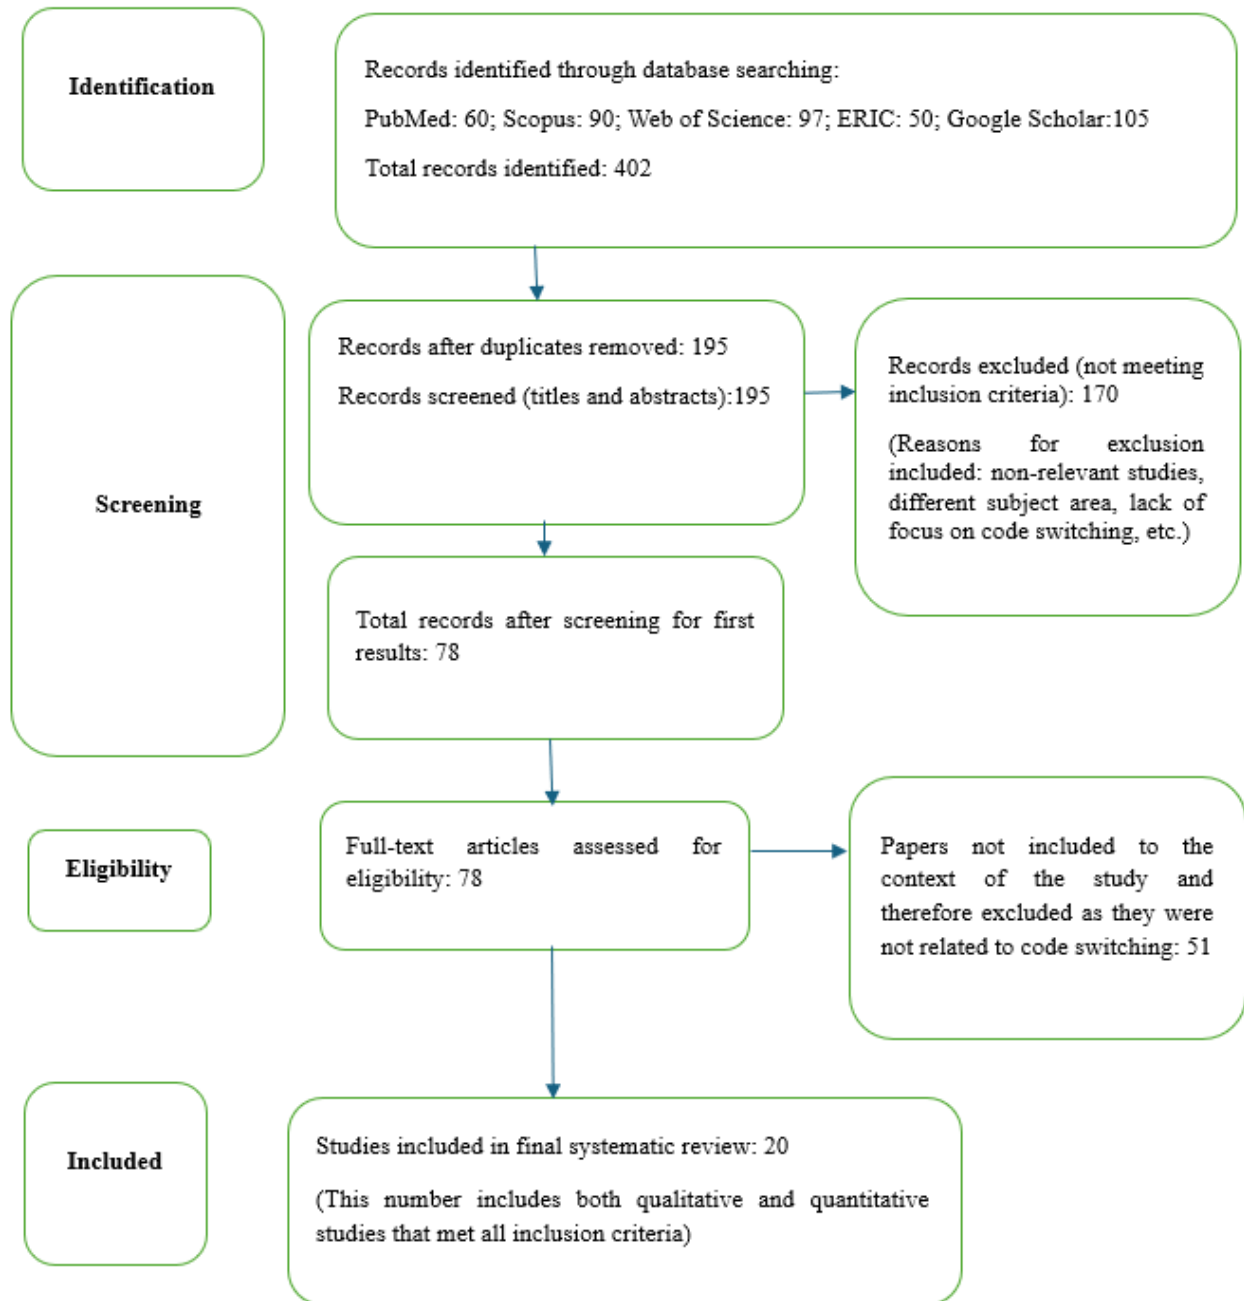 Identification
Records identified through database searching:
PubMed: 60; Scopus: 90; Web of Science: 97; ERIC: 50; Google Scholar:105
Total records identified: 402
Screening
Records after duplicates removed: 195
Records screened (titles and abstracts):195
Records excluded (not meeting
inclusion criteria): 170
(Reasons for exclusion
included: non-relevant studies,
different subject area, lack of
focus on code switching, etc.)
Total records after screening for first
results: 78
Eligibility
Full-text articles assessed for
eligibility: 78
Papers not included to the
context of the study and
therefore excluded as they were
not related to code switching: 51
Included
Studies included in final systematic review: 20
(This number includes both qualitative and quantitative
studies that met all inclusion criteria)